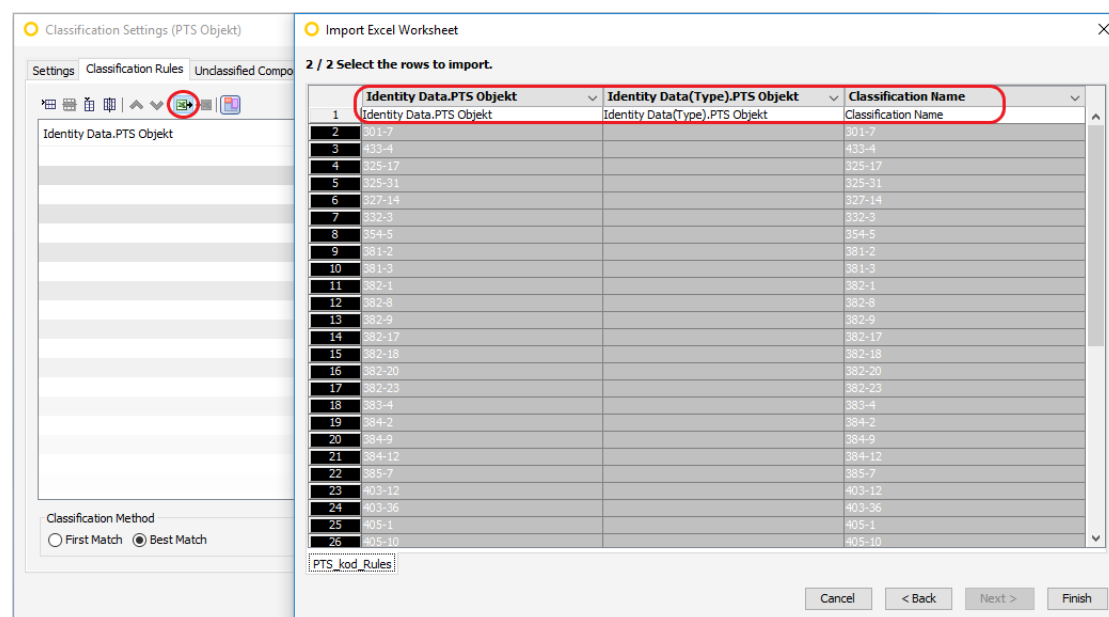 Classification Settings (PTS Objekt)
Settings Classification Rules Unclassified Compo
Identity Data.PTS Objekt
Classification Method
First Match Best Match
Import Excel Worksheet
2 / 2 Select the rows to import.
Identity Data.PTS Objekt Identity Data(Type).PTS Objekt Classification Name
1 Identity Data.PTS Objekt Identity Data(Type).PTS Objekt Classification Name
2 301-7 301-7
3 433-4 433-4
4 325-17 325-17
5 325-31 325-31
6 327-14 327-14
7 332-3 332-3
8 354-5 354-5
9 381-2 381-2
10 381-3 381-3
11 382-1 382-1
12 382-8 382-8
13 382-9 382-9
14 382-17 382-17
15 382-18 382-18
16 382-20 382-20
17 382-23 382-23
18 383-4 383-4
19 384-2 384-2
20 384-9 384-9
21 384-12 384-12
22 385-7 385-7
23 403-12 403-12
24 403-36 403-36
25 405-1 405-1
26 405-10 405-10
PTS_kod_Rules
Cancel < Back Next > Finish